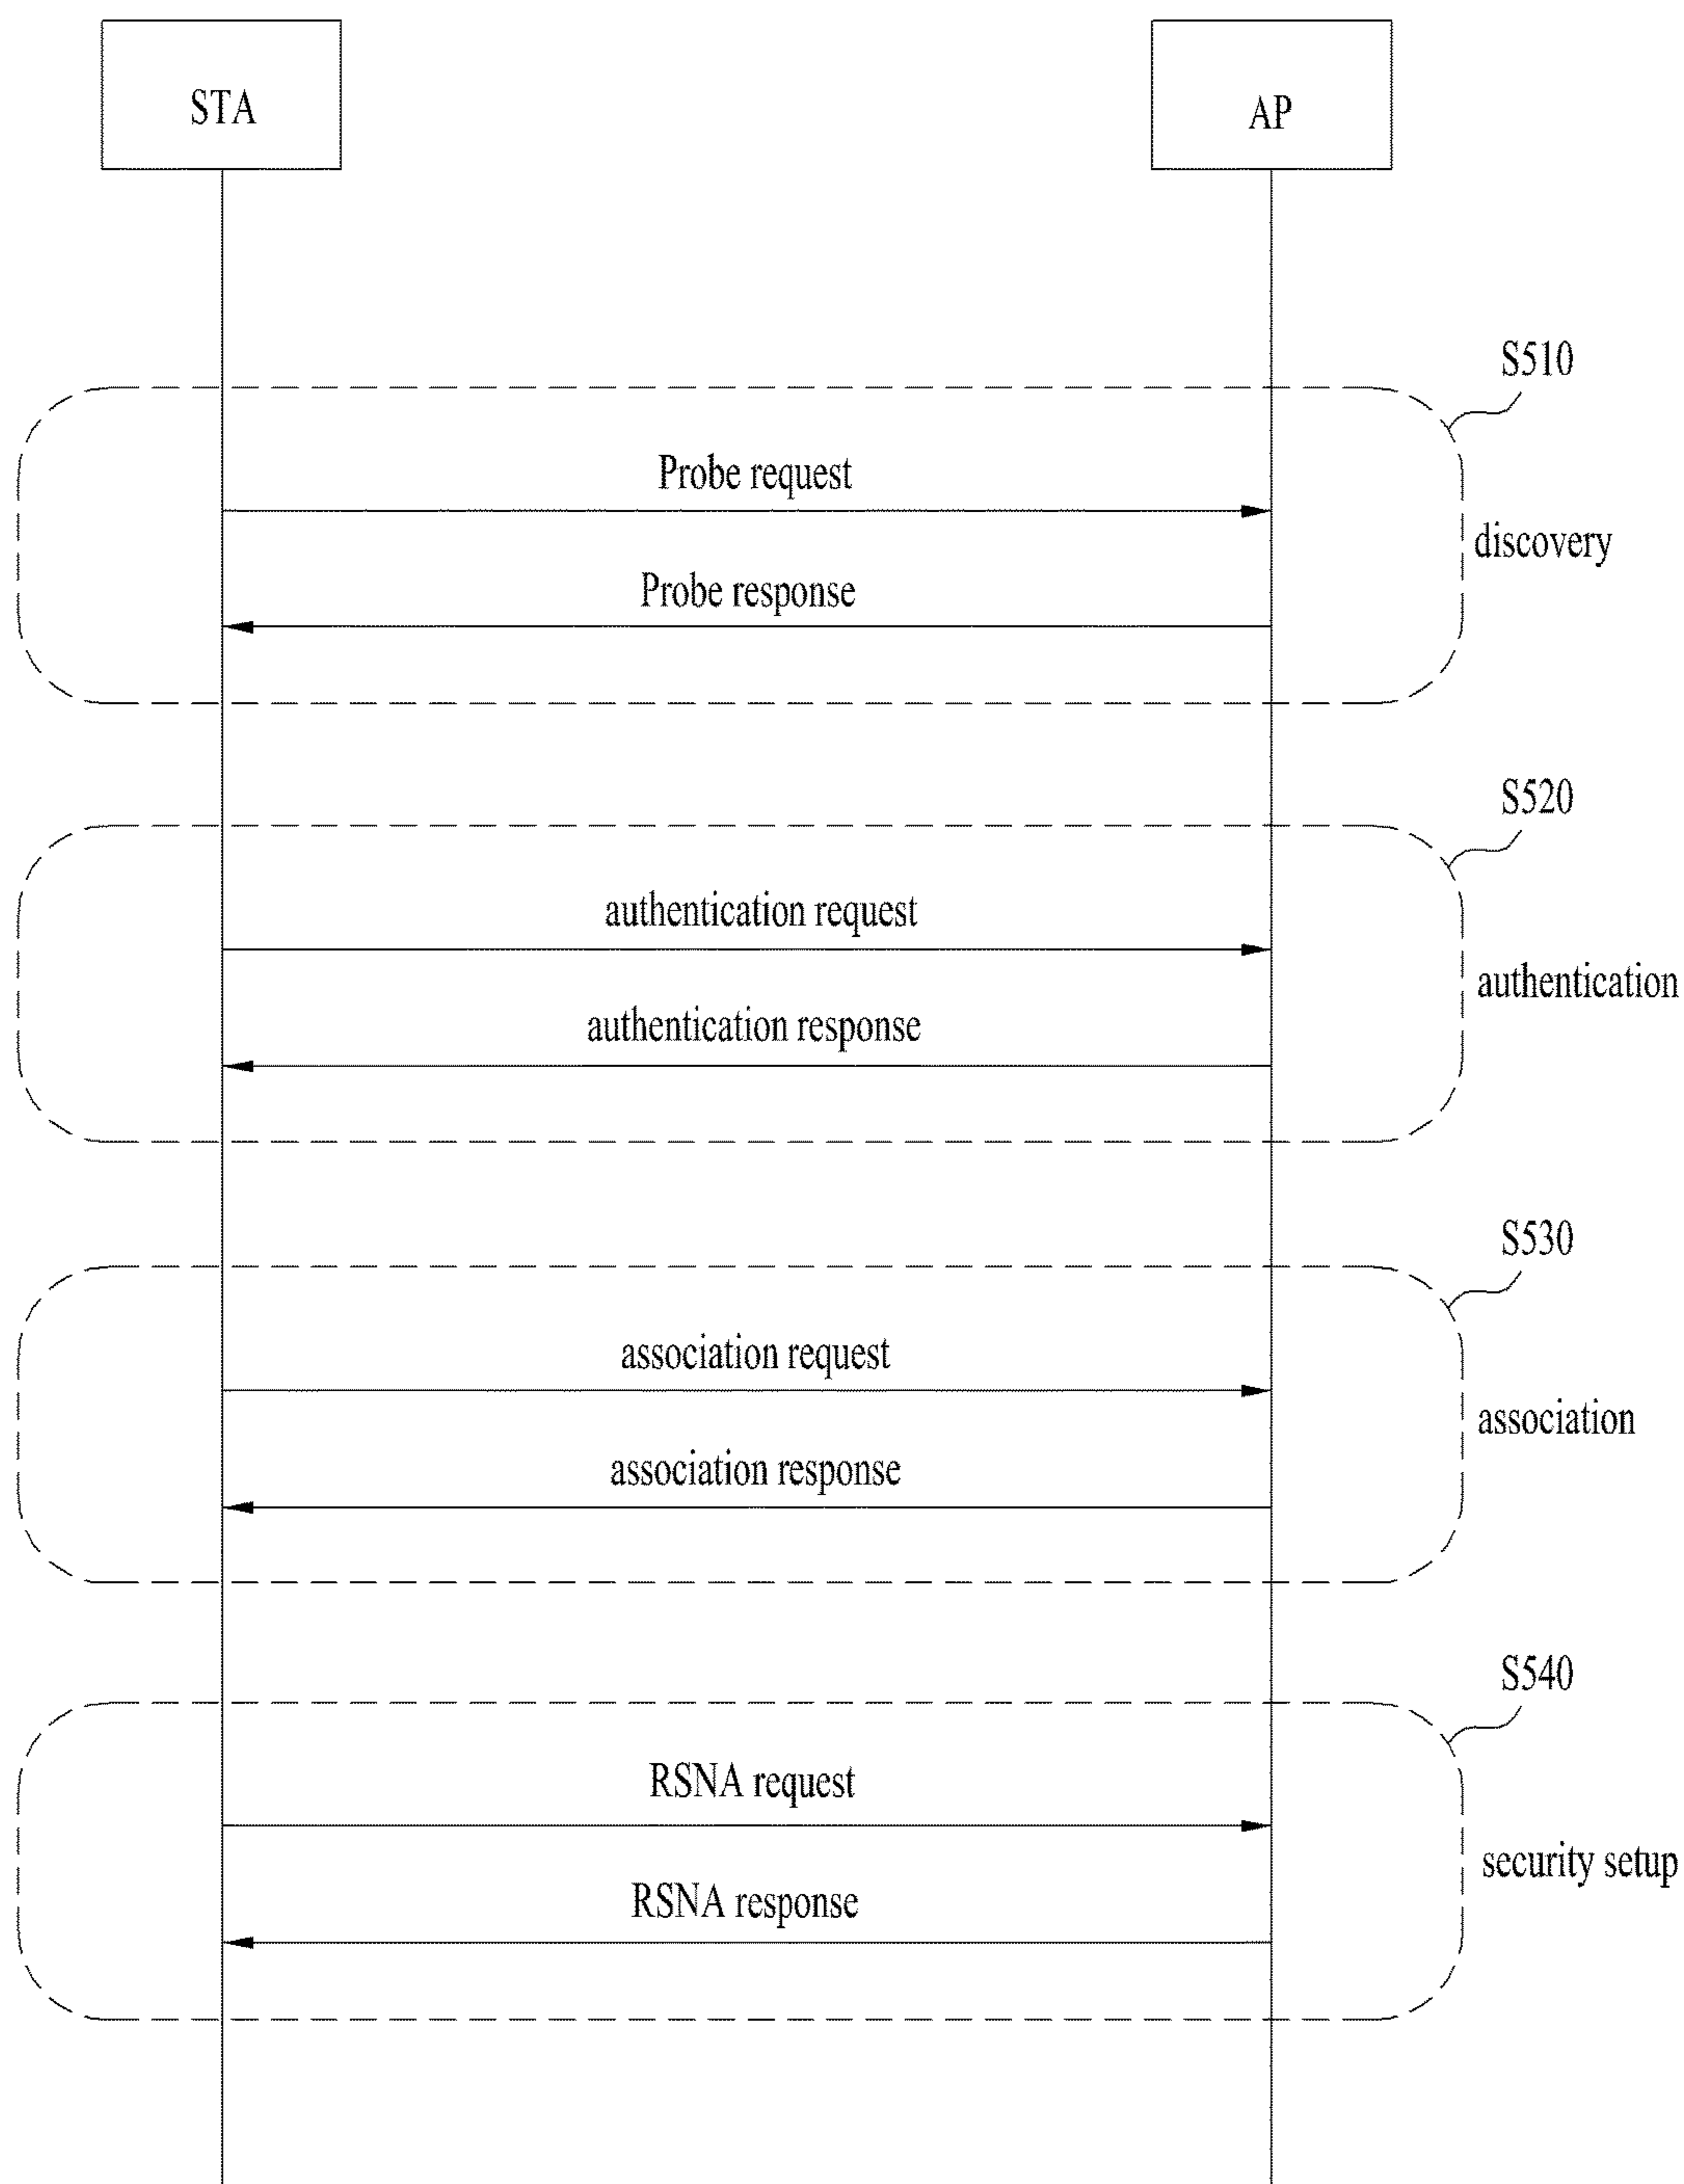 STA
AP
S510
Probe request
discovery
Probe response
S520
authentication request
authentication
authentication response
S530
association request
association
association response
S540
RSNA request
security setup
RSNA response